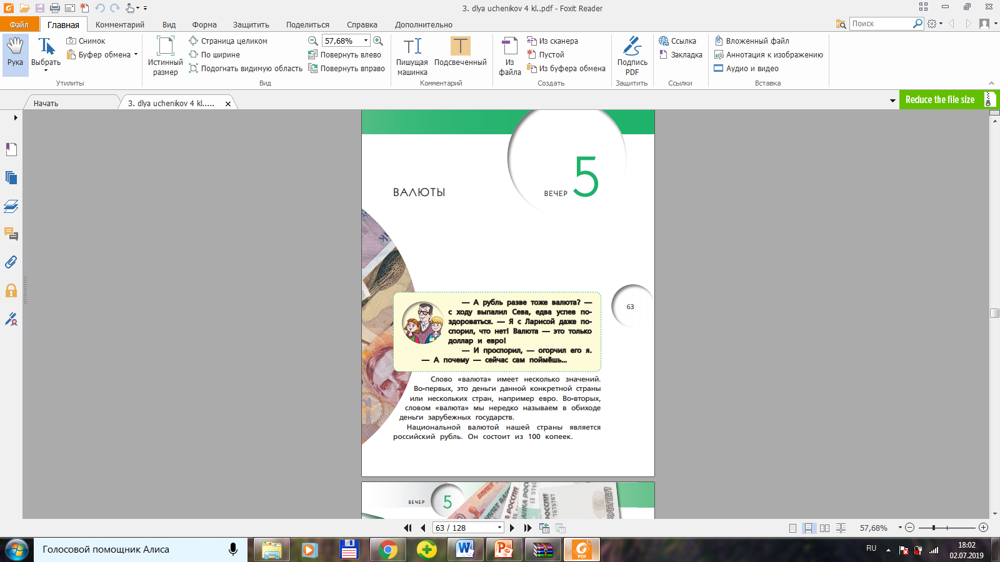 3. dlya uchenikov 4 kl..pdf - Foxit Reader
Файл Главная Комментарий Вид Форма Защитить Поделиться Справка Дополнительно Поиск
Рука
Выбрать
Снимок
Буфер обмена
Утилиты
Истинный размер
Страница целиком
По ширине
Подогнать видимую область
57,68%
Повернуть влево
Повернуть вправо
Вид
Пишущая машинка
Подсвеченный
Комментарий
Из файла
Из сканера
Пустой
Из буфера обмена
Создать
Подпись PDF
Защитить
Ссылка
Закладка
Ссылки
Вложенный файл
Аннотация к изображению
Аудио и видео
Вставка
Начать
3. dlya uchenikov 4 kl.....
Reduce the file size
ВАЛЮТЫ
ВЕЧЕР 5
— А рубль разве тоже валюта? —
с ходу выпалил Сева, едва успев по-
здороваться. — Я с Ларисой даже по-
спорил, что нет! Валюта — это только
доллар и евро!
— И проспорил, — огорчил его я.
— А почему — сейчас сам поймёшь...
63
Слово «валюта» имеет несколько значений.
Во-первых, это деньги данной конкретной страны
или нескольких стран, например евро. Во-вторых,
словом «валюта» мы нередко называем в обиходе
деньги зарубежных государств.
Национальной валютой нашей страны является
российский рубль. Он состоит из 100 копеек.
ВЕЧЕР 5
63 / 128
57,68%
Голосовой помощник Алиса
RU
18:02
02.07.2019